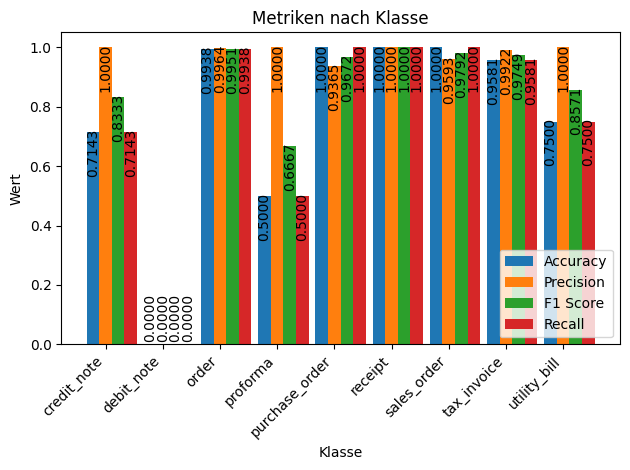 Metriken nach Klasse
Wert
1.0
0.8
0.6
0.4
0.2
0.0
0.7143
1.0000
0.8333
0.7143
0.0000
0.0000
0.0000
0.0000
0.9938
0.9964
0.9951
0.9938
0.5000
1.0000
0.6667
0.5000
1.0000
0.9365
0.9672
1.0000
1.0000
1.0000
1.0000
1.0000
1.0000
0.9593
0.9792
1.0000
0.9581
0.9922
0.9749
0.9581
0.7500
1.0000
0.8571
0.7500
Accuracy
Precision
F1 Score
Recall
credit_note
debit_note
order
proforma
purchase_order
receipt
sales_order
tax_invoice
utility_bill
Klasse